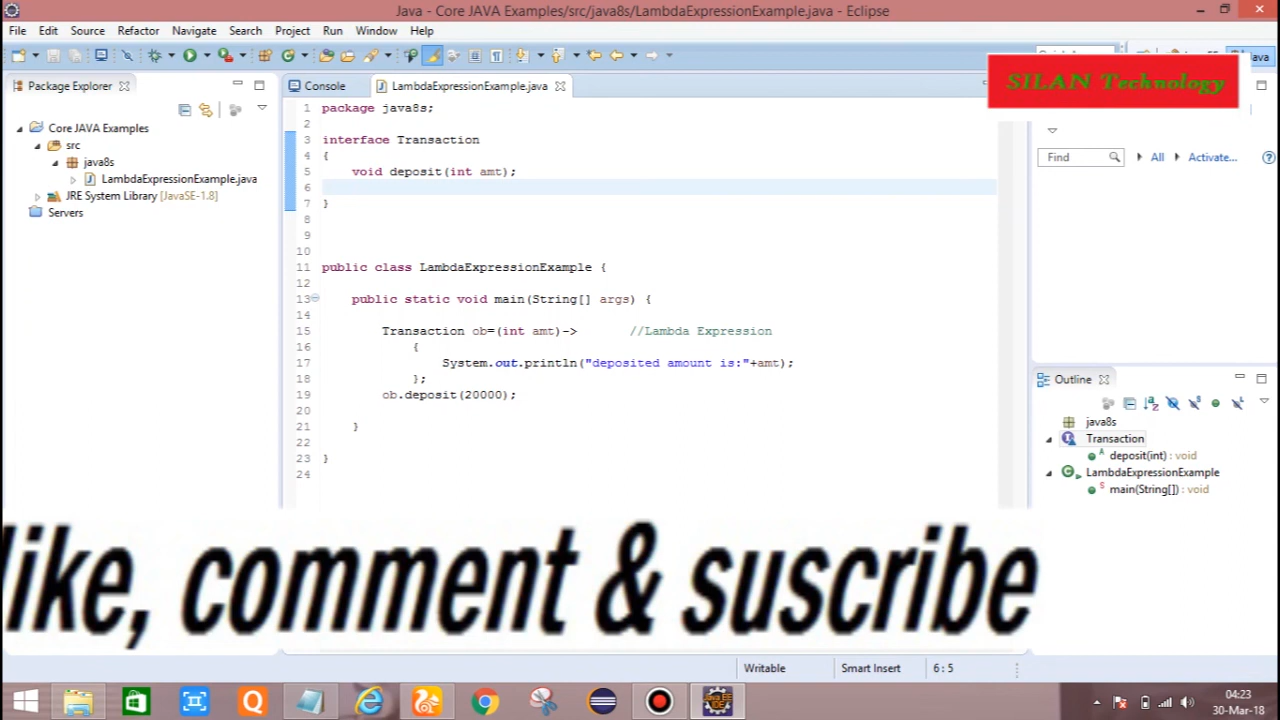 Java - Core JAVA Examples/src/java8s/LambdaExpressionExample.java - Eclipse
File Edit Source Refactor Navigate Search Project Run Window Help
Java
SILAN Technology
Package Explorer
Console
LambdaExpressionExample.java
Core JAVA Examples
src
java8s
LambdaExpressionExample.java
JRE System Library [JavaSE-1.8]
Servers
1 package java8s;
2
3 interface Transaction
4 {
5 void deposit(int amt);
6
7 }
8
9
10
11 public class LambdaExpressionExample {
12
13 public static void main(String[] args) {
14
15 Transaction ob=(int amt)-> //Lambda Expression
16 {
17 System.out.println("deposited amount is:"+amt);
18 };
19 ob.deposit(20000);
20
21 }
22
23 }
24
Find All Activate...
Outline
java8s
Transaction
deposit(int) : void
LambdaExpressionExample
main(String[]) : void
like, comment & suscribe
Writable Smart Insert 6 : 5
04:23
30-Mar-18